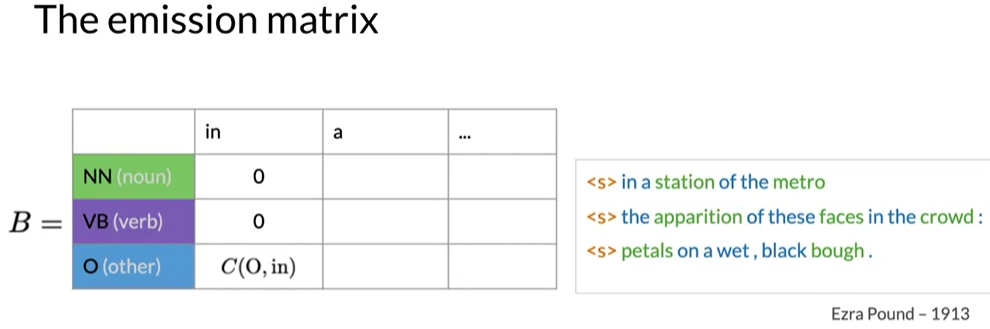 The emission matrix
in a ...
NN (noun) 0
B = VB (verb) 0
O (other) C(O, in)
<s> in a station of the metro
<s> the apparition of these faces in the crowd :
<s> petals on a wet , black bough .
Ezra Pound – 1913